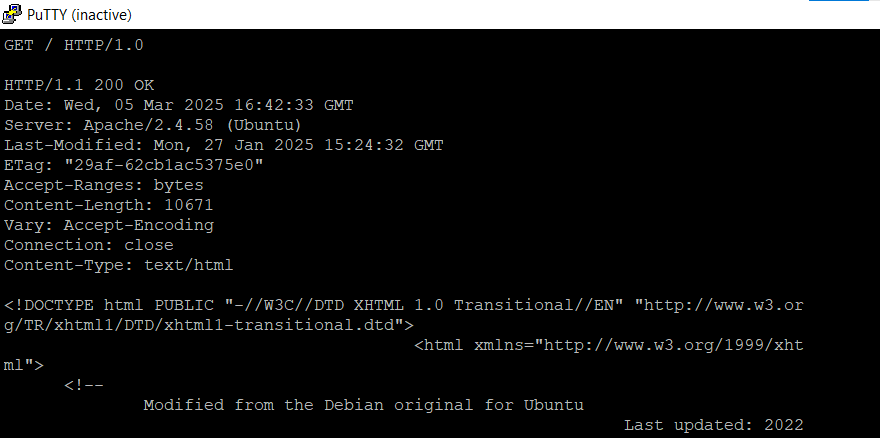 PuTTY (inactive)
GET / HTTP/1.0
HTTP/1.1 200 OK
Date: Wed, 05 Mar 2025 16:42:33 GMT
Server: Apache/2.4.58 (Ubuntu)
Last-Modified: Mon, 27 Jan 2025 15:24:32 GMT
ETag: "29af-62cb1ac5375e0"
Accept-Ranges: bytes
Content-Length: 10671
Vary: Accept-Encoding
Connection: close
Content-Type: text/html
<!DOCTYPE html PUBLIC "-//W3C//DTD XHTML 1.0 Transitional//EN" "http://www.w3.or
g/TR/xhtml1/DTD/xhtml1-transitional.dtd">
<html xmlns="http://www.w3.org/1999/xht
ml">
<!--
Modified from the Debian original for Ubuntu
Last updated: 2022